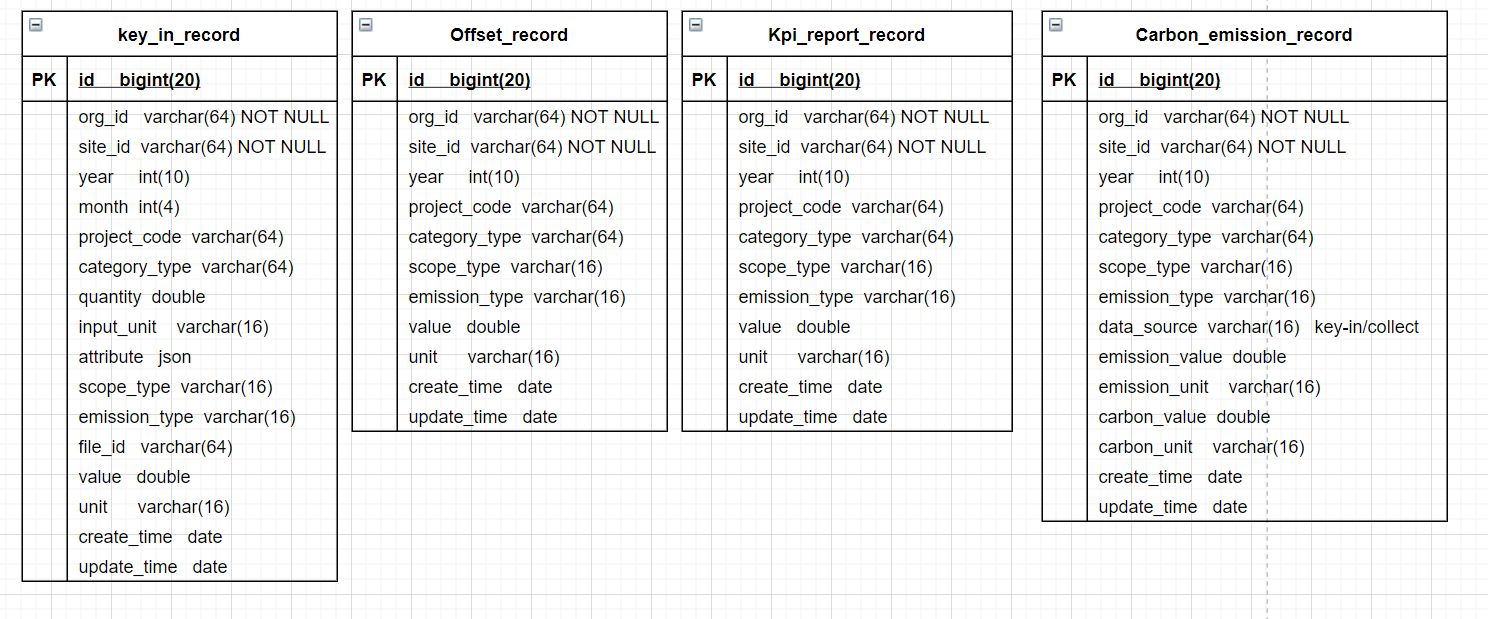 key_in_record
PK id bigint(20)
org_id varchar(64) NOT NULL
site_id varchar(64) NOT NULL
year int(10)
month int(4)
project_code varchar(64)
category_type varchar(64)
quantity double
input_unit varchar(16)
attribute json
scope_type varchar(16)
emission_type varchar(16)
file_id varchar(64)
value double
unit varchar(16)
create_time date
update_time date
Offset_record
PK id bigint(20)
org_id varchar(64) NOT NULL
site_id varchar(64) NOT NULL
year int(10)
project_code varchar(64)
category_type varchar(64)
scope_type varchar(16)
emission_type varchar(16)
value double
unit varchar(16)
create_time date
update_time date
Kpi_report_record
PK id bigint(20)
org_id varchar(64) NOT NULL
site_id varchar(64) NOT NULL
year int(10)
project_code varchar(64)
category_type varchar(64)
scope_type varchar(16)
emission_type varchar(16)
value double
unit varchar(16)
create_time date
update_time date
Carbon_emission_record
PK id bigint(20)
org_id varchar(64) NOT NULL
site_id varchar(64) NOT NULL
year int(10)
project_code varchar(64)
category_type varchar(64)
scope_type varchar(16)
emission_type varchar(16)
data_source varchar(16) key-in/collect
emission_value double
emission_unit varchar(16)
carbon_value double
carbon_unit varchar(16)
create_time date
update_time date